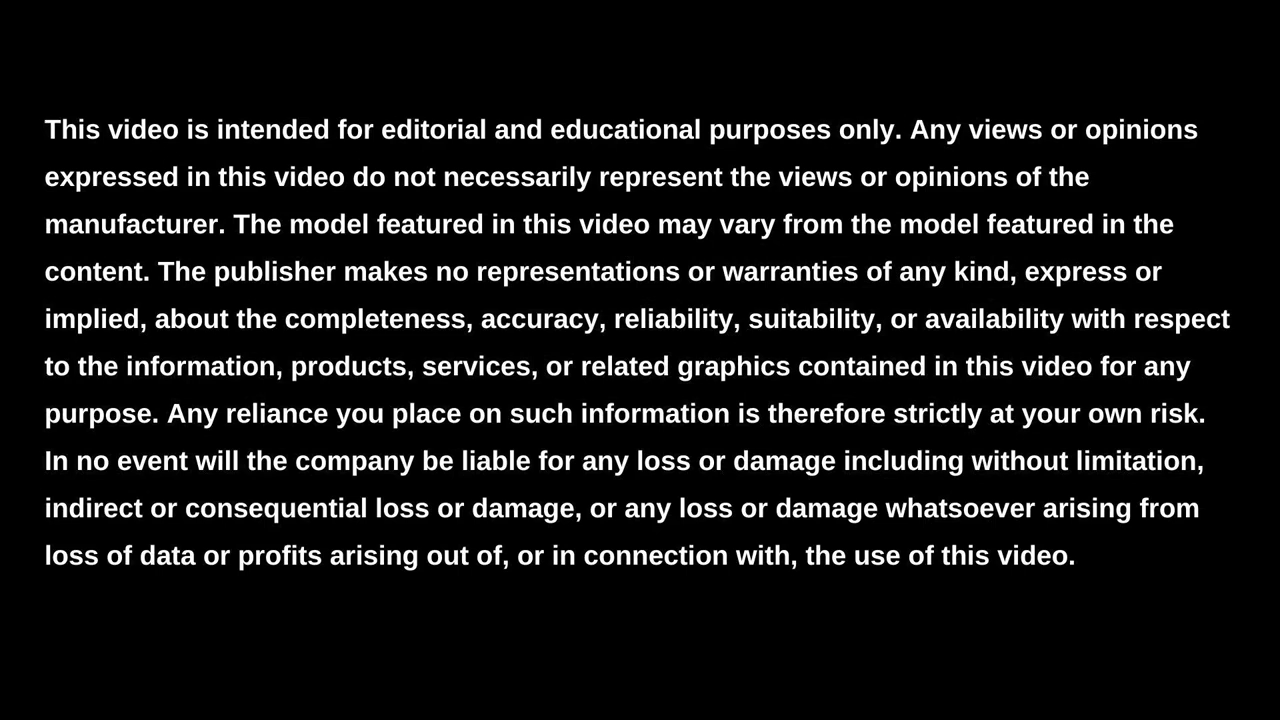 This video is intended for editorial and educational purposes only. Any views or opinions
expressed in this video do not necessarily represent the views or opinions of the
manufacturer. The model featured in this video may vary from the model featured in the
content. The publisher makes no representations or warranties of any kind, express or
implied, about the completeness, accuracy, reliability, suitability, or availability with respect
to the information, products, services, or related graphics contained in this video for any
purpose. Any reliance you place on such information is therefore strictly at your own risk.
In no event will the company be liable for any loss or damage including without limitation,
indirect or consequential loss or damage, or any loss or damage whatsoever arising from
loss of data or profits arising out of, or in connection with, the use of this video.